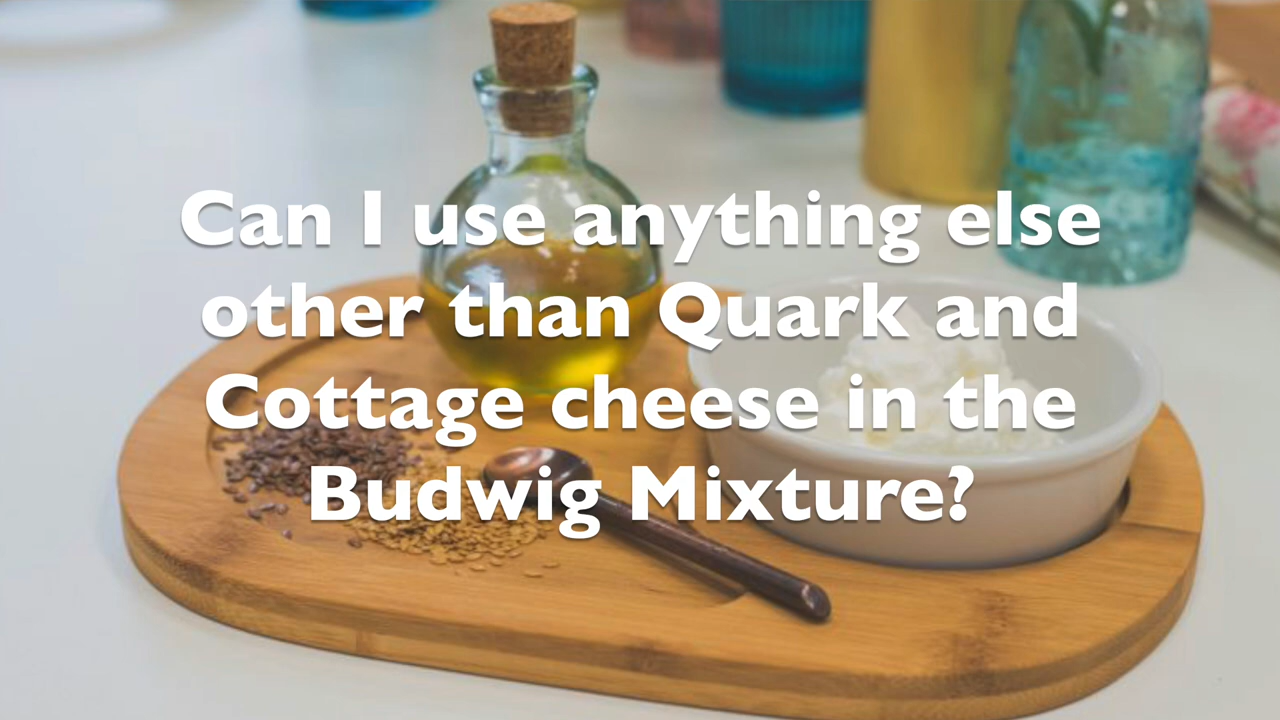 Can I use anything else
other than Quark and
Cottage cheese in the
Budwig Mixture?